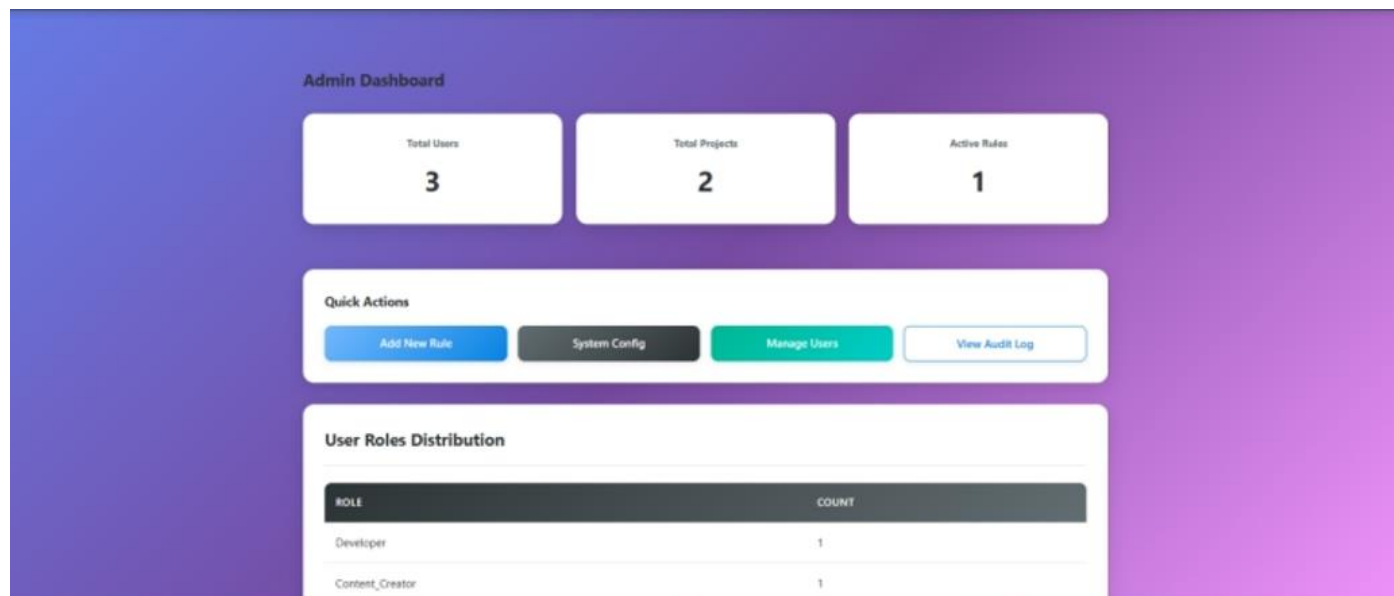 Admin Dashboard
Total Users Total Projects Active Rules
3 2 1
Quick Actions
Add New Rule System Config Manage Users View Audit Log
User Roles Distribution
ROLE COUNT
Developer 1
Content_Creator 1